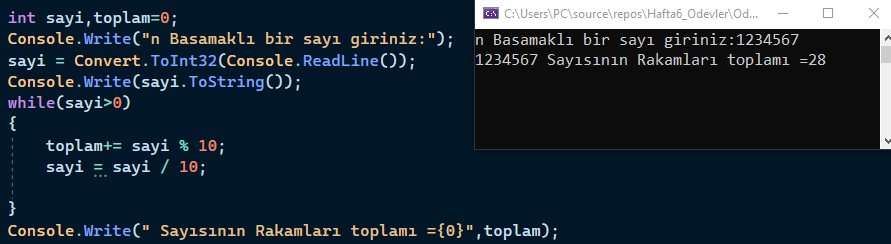 int sayi,toplam=0;
Console.Write("n Basamaklı bir sayı giriniz:");
sayi = Convert.ToInt32(Console.ReadLine());
Console.Write(sayi.ToString());
while(sayi>0)
{
toplam+= sayi % 10;
sayi = sayi / 10;
}
Console.Write(" Sayısının Rakamları toplamı ={0}",toplam);
C:\Users\PC\source\repos\Hafta6_Odevler\Od...
n Basamaklı bir sayı giriniz:1234567
1234567 Sayısının Rakamları toplamı =28